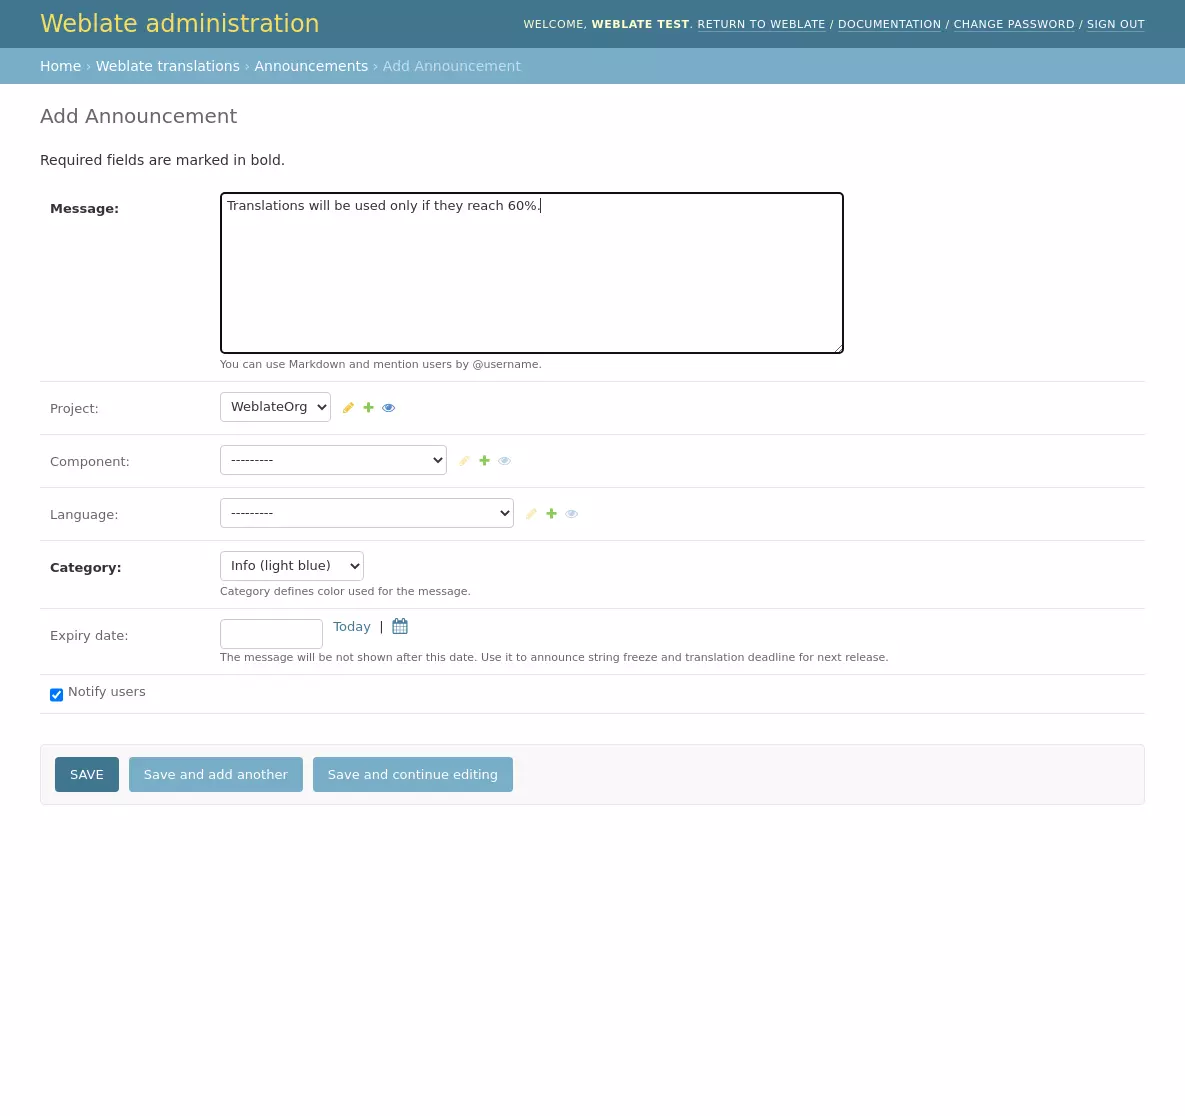 Weblate administration
WELCOME, WEBLATE TEST. RETURN TO WEBLATE / DOCUMENTATION / CHANGE PASSWORD / SIGN OUT
Home › Weblate translations › Announcements › Add Announcement
Add Announcement
Required fields are marked in bold.
Message:
Translations will be used only if they reach 60%.
You can use Markdown and mention users by @username.
Project:
WeblateOrg
Component:
---------
Language:
---------
Category:
Info (light blue)
Category defines color used for the message.
Expiry date:
Today |
The message will be not shown after this date. Use it to announce string freeze and translation deadline for next release.
Notify users
SAVE
Save and add another
Save and continue editing